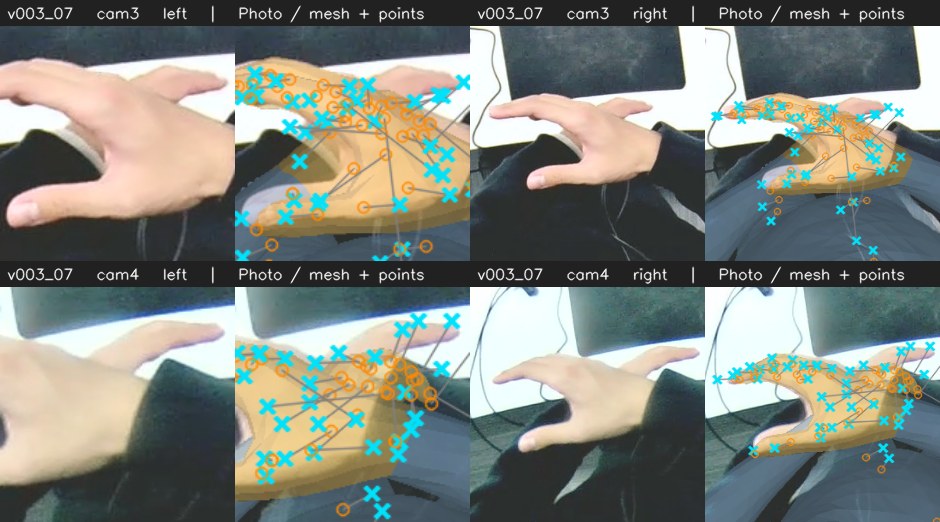 v003_07 cam3 left | Photo / mesh + points
v003_07 cam3 right | Photo / mesh + points
v003_07 cam4 left | Photo / mesh + points
v003_07 cam4 right | Photo / mesh + points